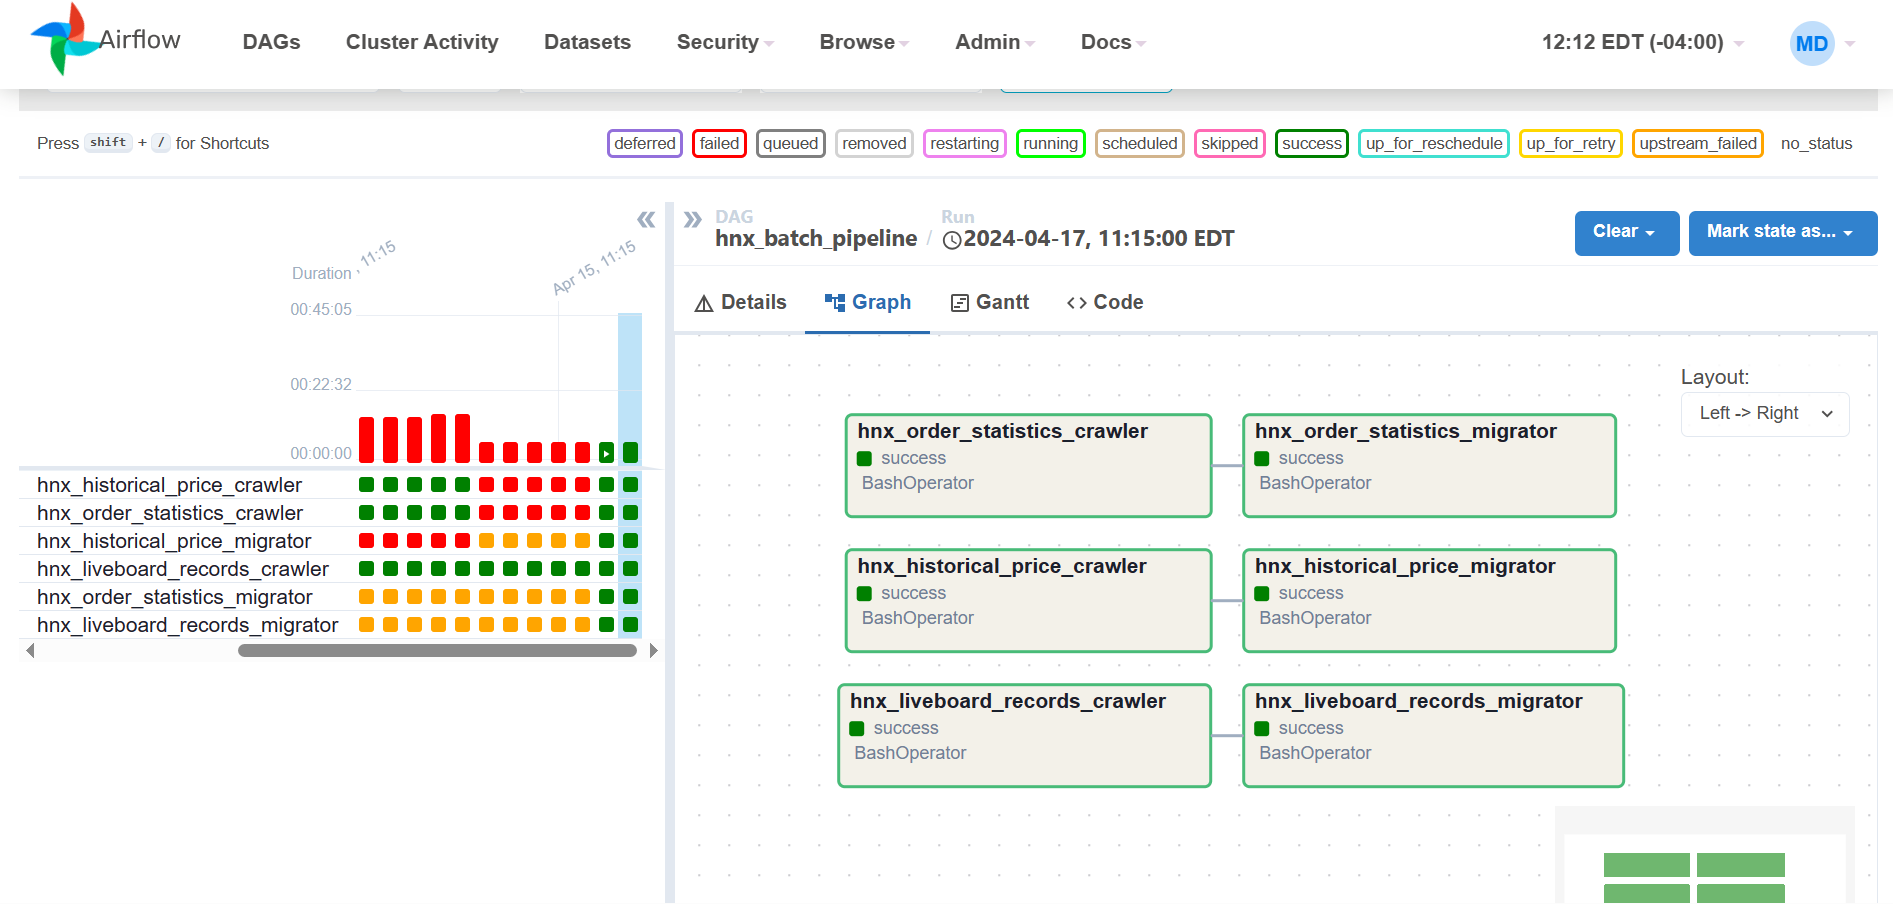 Airflow DAGs Cluster Activity Datasets Security Browse Admin Docs 12:12 EDT (-04:00) MD
Press shift + / for Shortcuts deferred failed queued removed restarting running scheduled skipped success up_for_reschedule up_for_retry upstream_failed no_status
Duration , 11:15 Apr 15, 11:15
00:45:05
00:22:32
00:00:00
hnx_historical_price_crawler
hnx_order_statistics_crawler
hnx_historical_price_migrator
hnx_liveboard_records_crawler
hnx_order_statistics_migrator
hnx_liveboard_records_migrator
DAG Run
hnx_batch_pipeline / 2024-04-17, 11:15:00 EDT
Clear Mark state as...
Details Graph Gantt Code
Layout:
Left -> Right
hnx_order_statistics_crawler
success
BashOperator
hnx_order_statistics_migrator
success
BashOperator
hnx_historical_price_crawler
success
BashOperator
hnx_historical_price_migrator
success
BashOperator
hnx_liveboard_records_crawler
success
BashOperator
hnx_liveboard_records_migrator
success
BashOperator